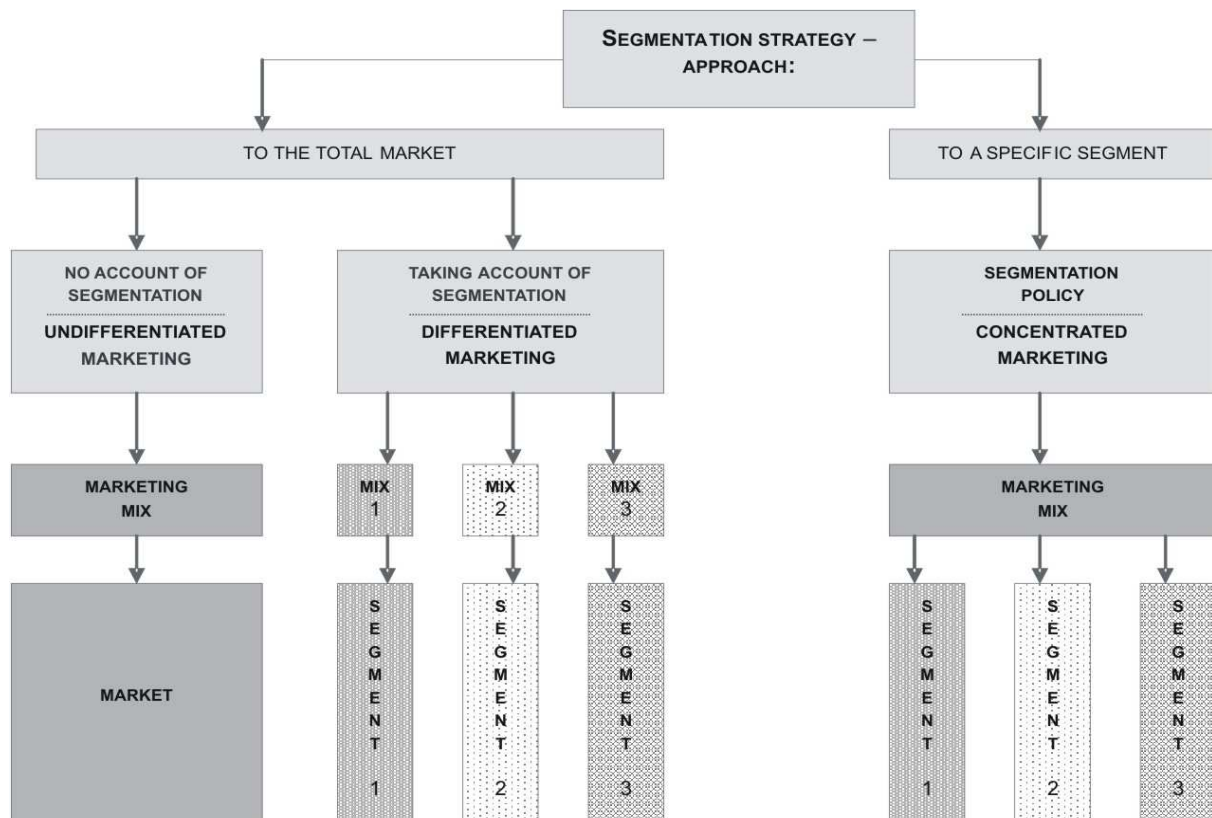 SEGMENTATION STRATEGY –
APPROACH:
TO THE TOTAL MARKET
TO A SPECIFIC SEGMENT
NO ACCOUNT OF
SEGMENTATION
UNDIFFERENTIATED
MARKETING
TAKING ACCOUNT OF
SEGMENTATION
DIFFERENTIATED
MARKETING
SEGMENTATION
POLICY
CONCENTRATED
MARKETING
MARKETING
MIX
MIX
1
MIX
2
MIX
3
MARKETING
MIX
MARKET
SEGMENT 1
SEGMENT 2
SEGMENT 3
SEGMENT 1
SEGMENT 2
SEGMENT 3